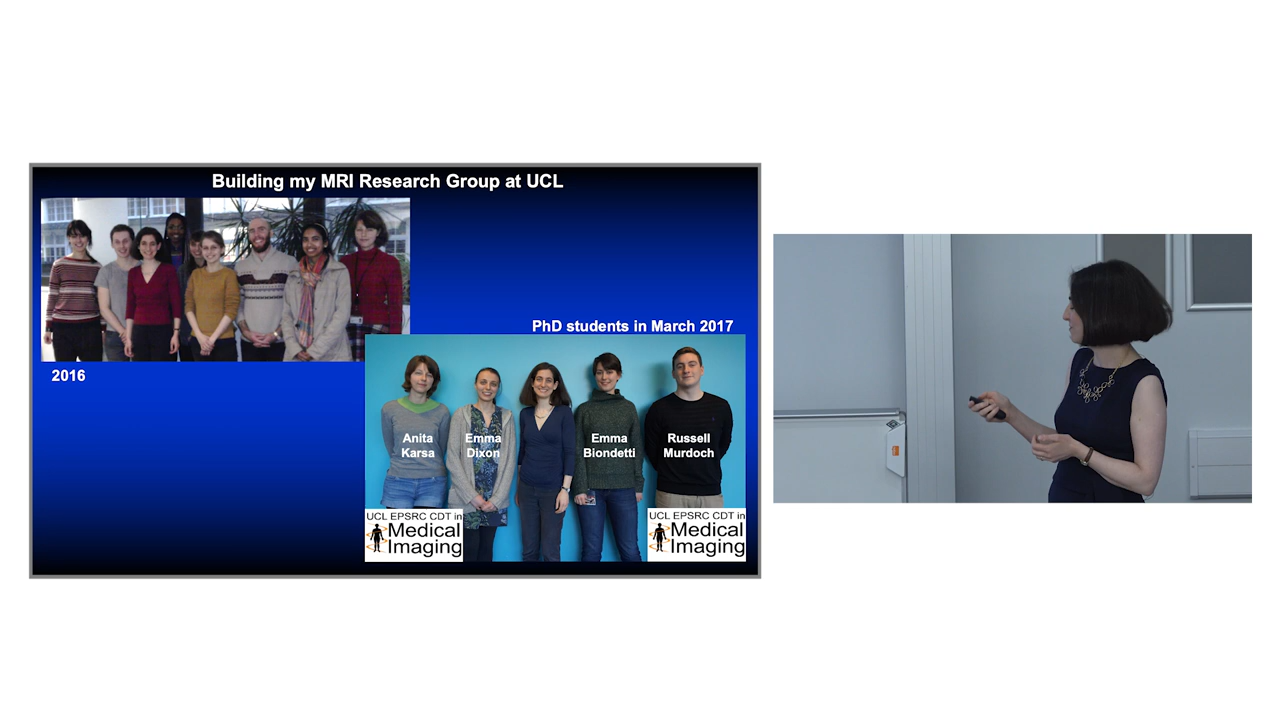 Building my MRI Research Group at UCL
2016
PhD students in March 2017
Anita
Karsa
Emma
Dixon
Emma
Biondetti
Russell
Murdoch
UCL EPSRC CDT in
Medical
Imaging
UCL EPSRC CDT in
Medical
Imaging